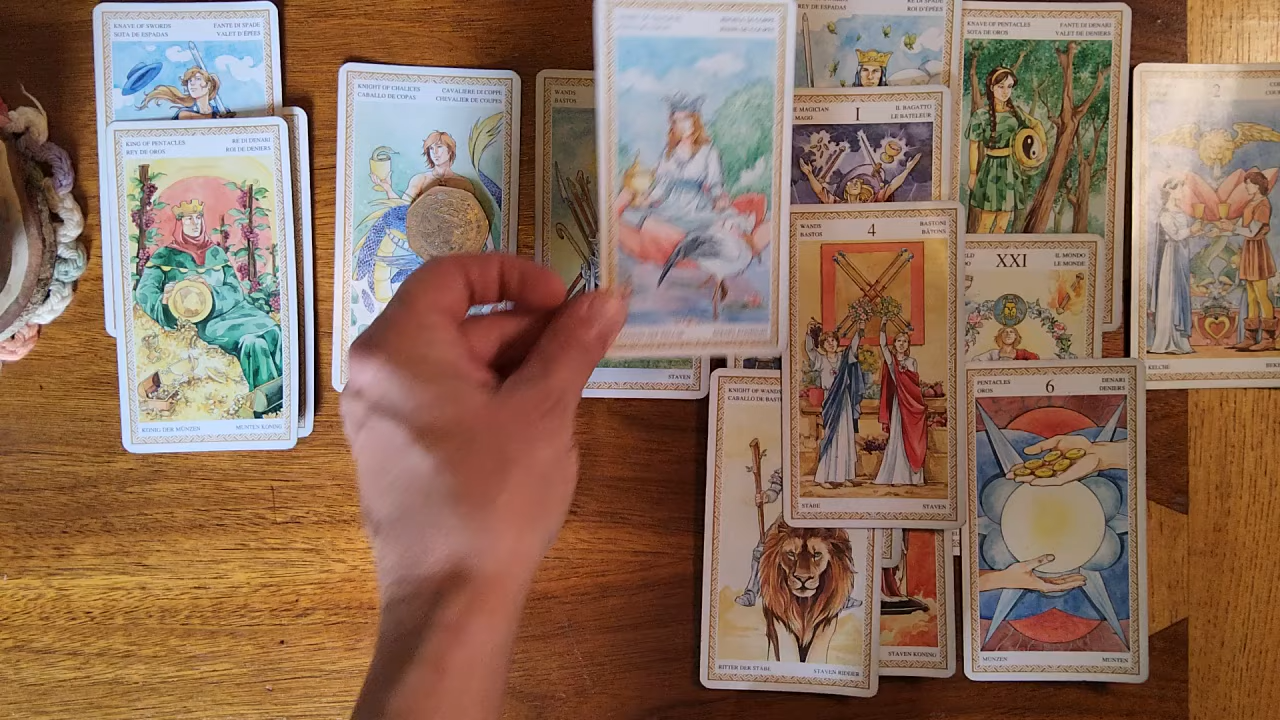 KNAVE OF SWORDS FANTE DI SPADE
SOTA DE ESPADAS VALET D'ÉPÉES
KING OF PENTACLES RE DI DENARI
REY DE OROS ROI DE DENIERS
KÖNIG DER MÜNZEN MUNTEN KONING
KNIGHT OF CHALICES CAVALIERE DI COPPE
CABALLO DE COPAS CHEVALIER DE COUPES
WANDS
BASTOS
STAVEN
REY DE ESPADAS ROI D'ÉPÉES
MAGICIAN I IL BAGATTO
MAGO LE BATELEUR
WANDS 4 BASTONI
BASTOS BÂTONS
STÄBE STAVEN
KNIGHT OF WANDS
CABALLO DE
RITTER DER STÄBE STAVEN RIDDER
STAVEN KONING
KNAVE OF PENTACLES FANTE DI DENARI
SOTA DE OROS VALET DE DENIERS
XXI IL MONDO
LE MONDE
PENTACLES 6 DENARI
OROS DENIERS
MÜNZEN MUNTEN
2
KELCHE